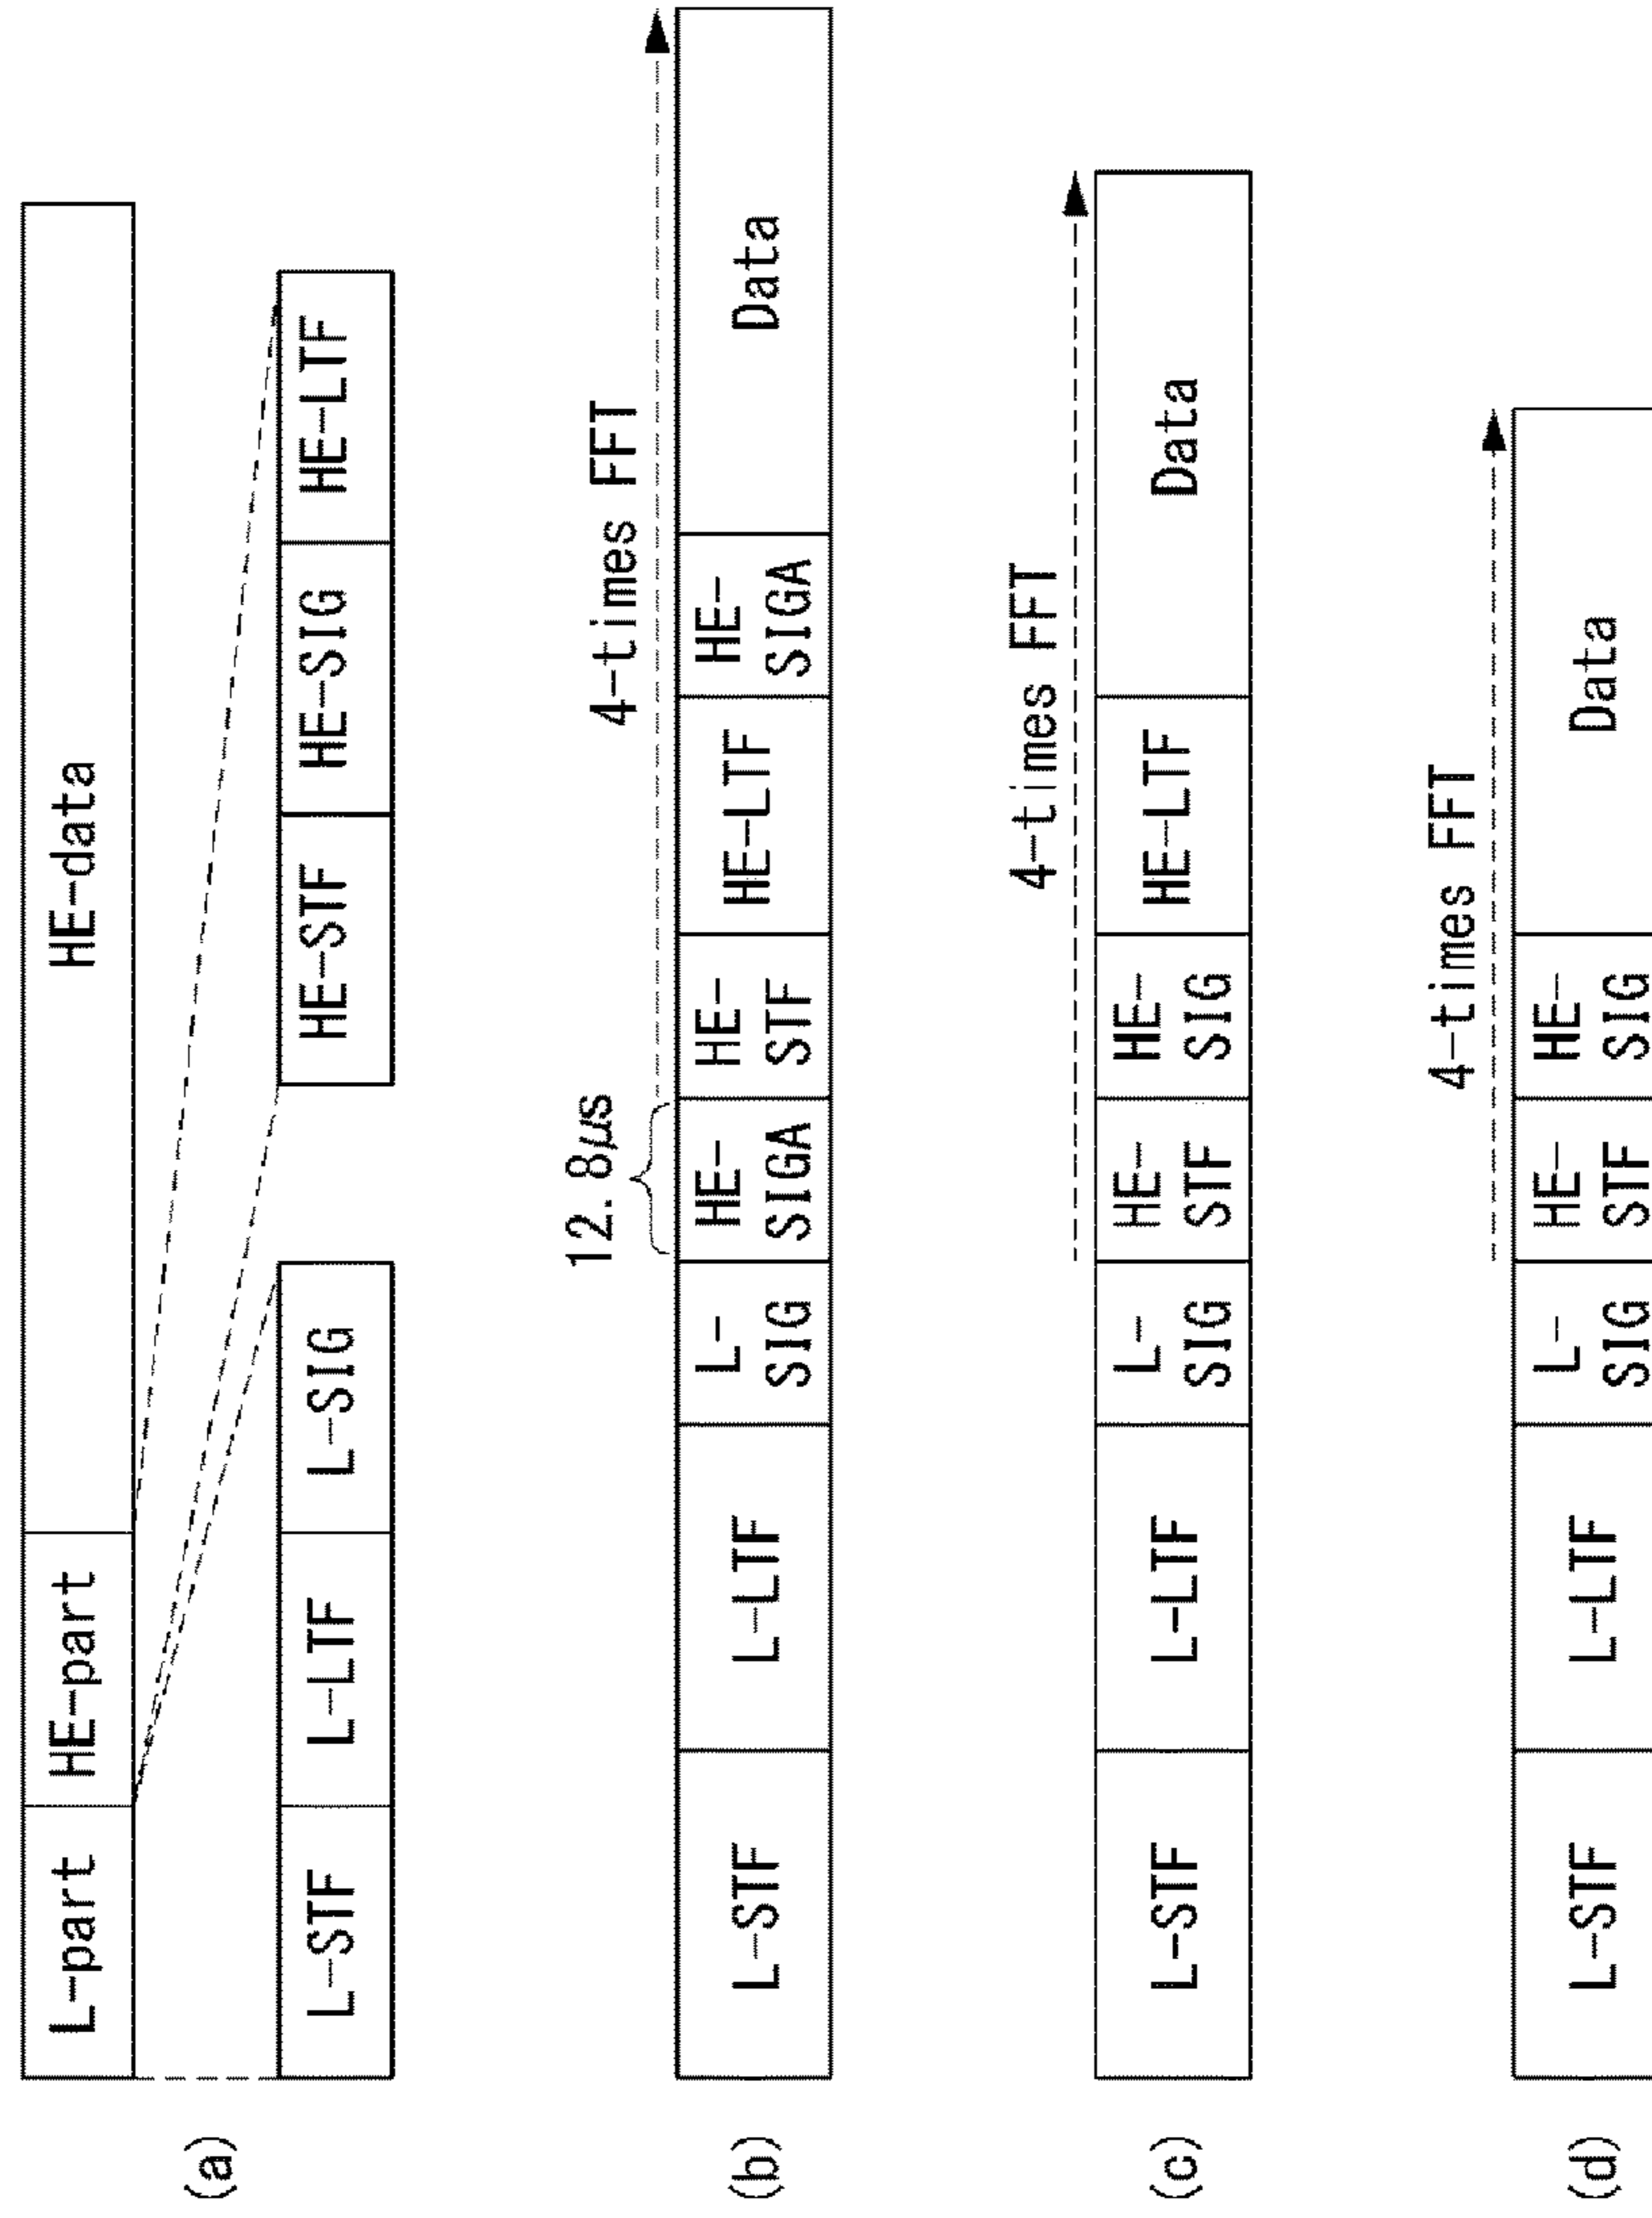 (a)
L-part HE-part HE-data
L-STF L-LTF L-SIG HE-STF HE-SIG HE-LTF
12.8μs 4-times FFT
(b)
L-STF L-LTF L-
SIG HE-
SIGA HE-
STF HE-LTF HE-
SIGA Data
4-times FFT
(c)
L-STF L-LTF L-
SIG HE-
STF HE-
SIG HE-LTF Data
4-times FFT
(d)
L-STF L-LTF L-
SIG HE-
STF HE-
SIG Data